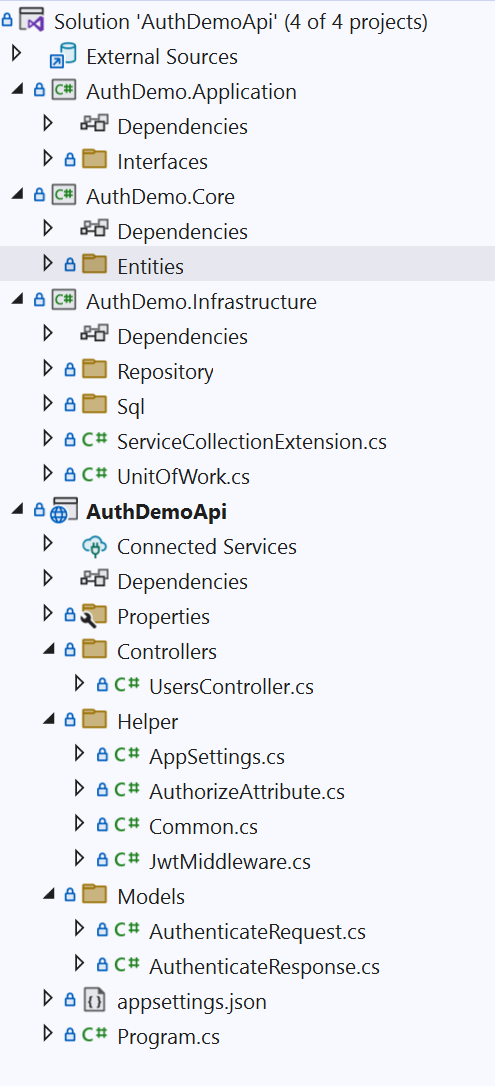 Solution 'AuthDemoApi' (4 of 4 projects)
External Sources
C# AuthDemo.Application
Dependencies
Interfaces
C# AuthDemo.Core
Dependencies
Entities
C# AuthDemo.Infrastructure
Dependencies
Repository
Sql
C# ServiceCollectionExtension.cs
C# UnitOfWork.cs
AuthDemoApi
Connected Services
Dependencies
Properties
Controllers
C# UsersController.cs
Helper
C# AppSettings.cs
C# AuthorizeAttribute.cs
C# Common.cs
C# JwtMiddleware.cs
Models
C# AuthenticateRequest.cs
C# AuthenticateResponse.cs
appsettings.json
C# Program.cs